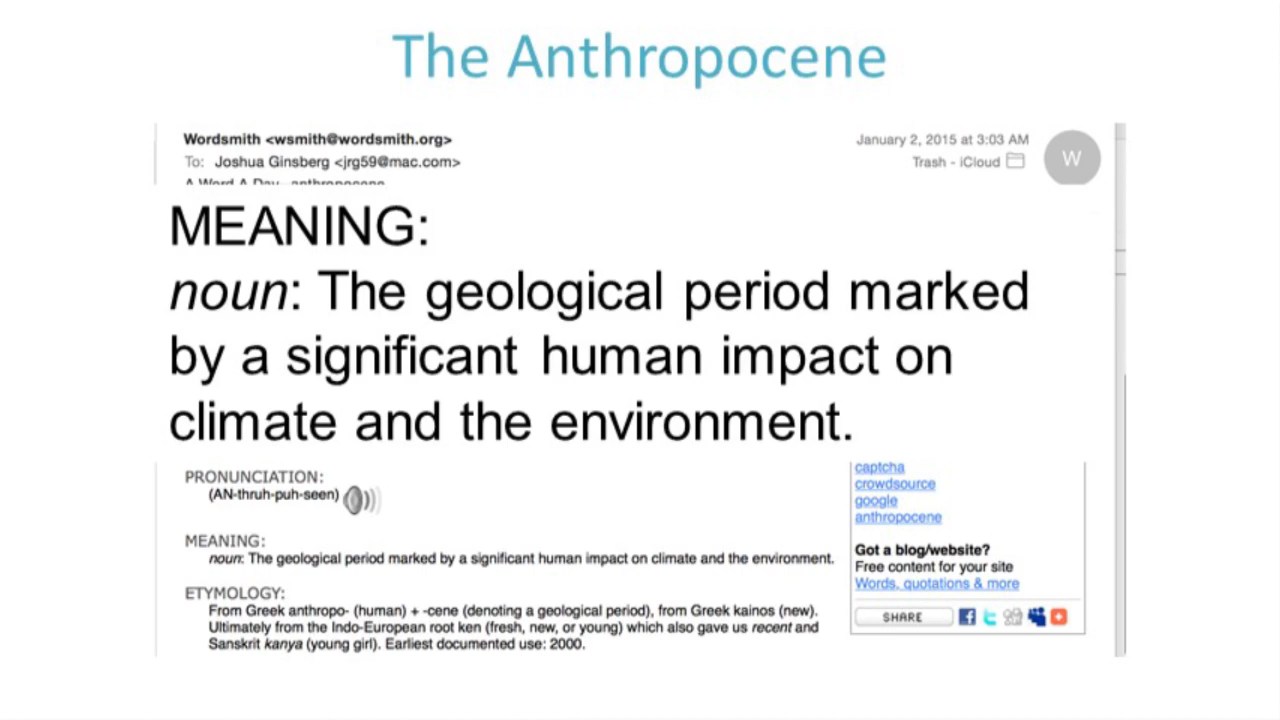 The Anthropocene
Wordsmith <wsmith@wordsmith.org>
January 2, 2015 at 3:03 AM
To: Joshua Ginsberg <jrg59@mac.com>
Trash - iCloud
W
A Word A Day--anthropocene
MEANING:
noun: The geological period marked
by a significant human impact on
climate and the environment.
PRONUNCIATION:
(AN-thruh-puh-seen)
MEANING:
noun: The geological period marked by a significant human impact on climate and the environment.
ETYMOLOGY:
From Greek anthropo- (human) + -cene (denoting a geological period), from Greek kainos (new).
Ultimately from the Indo-European root ken (fresh, new, or young) which also gave us recent and
Sanskrit kanya (young girl). Earliest documented use: 2000.
captcha
crowdsource
google
anthropocene
Got a blog/website?
Free content for your site
Words, quotations & more
SHARE